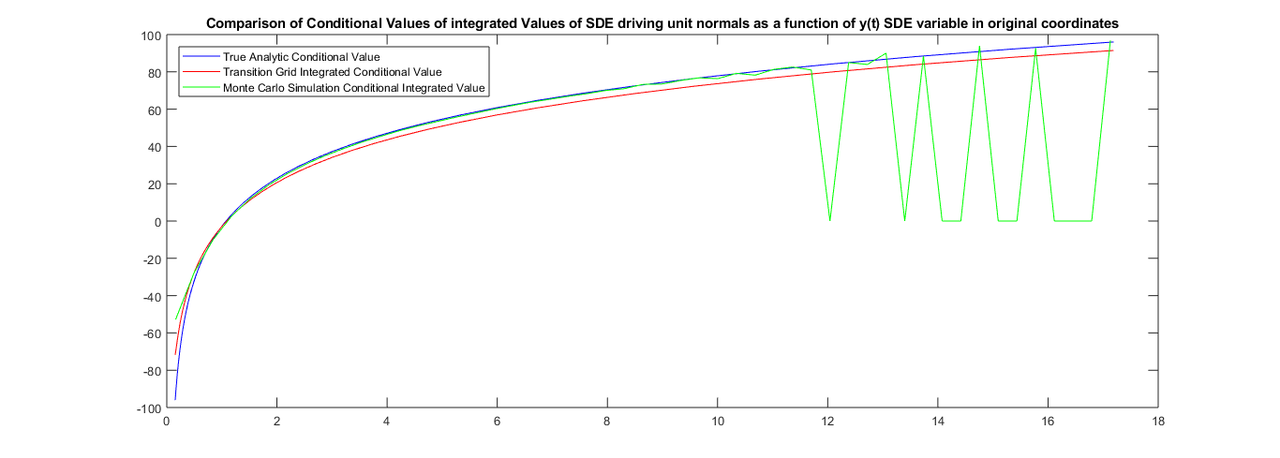 Comparison of Conditional Values of integrated Values of SDE driving unit normals as a function of y(t) SDE variable in original coordinates
True Analytic Conditional Value
Transition Grid Integrated Conditional Value
Monte Carlo Simulation Conditional Integrated Value
100
80
60
40
20
0
-20
-40
-60
-80
-100
0 2 4 6 8 10 12 14 16 18